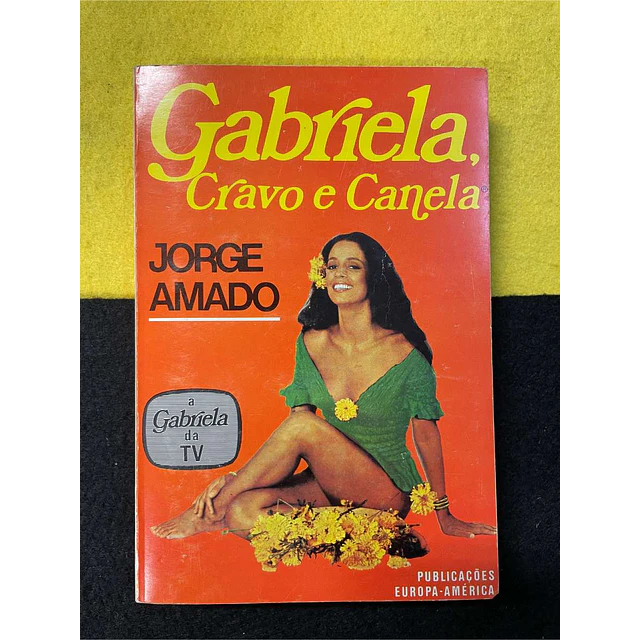 Gabriela,
Cravo e Canela®
JORGE
AMADO
a
Gabriela
da
TV
PUBLICAÇÕES
EUROPA-AMÉRICA